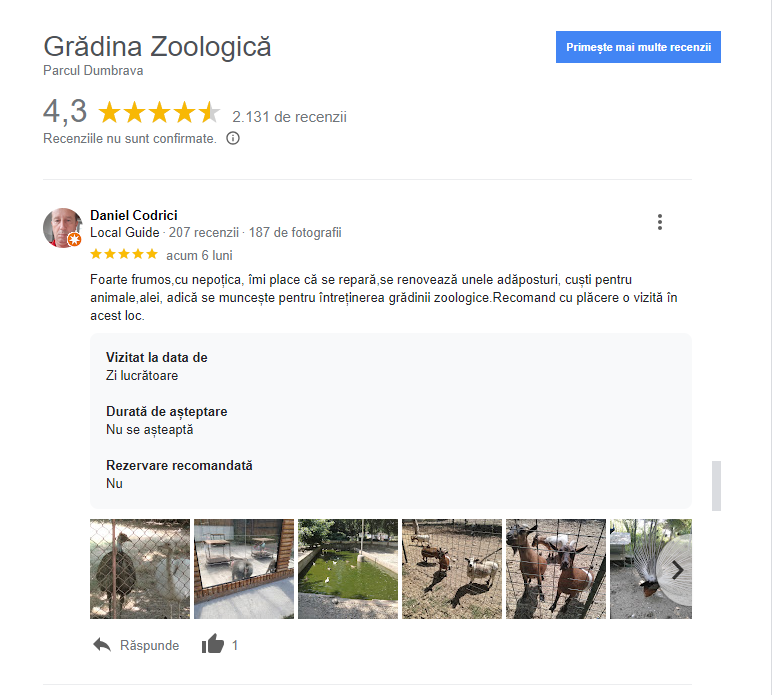 Grădina Zoologică
Primește mai multe recenzii
Parcul Dumbrava
4,3 2.131 de recenzii
Recenziile nu sunt confirmate.
Daniel Codrici
Local Guide · 207 recenzii · 187 de fotografii
acum 6 luni
Foarte frumos,cu nepoțica, îmi place că se repară,se renovează unele adăposturi, cuști pentru
animale,alei, adică se muncește pentru întreținerea grădinii zoologice.Recomand cu plăcere o vizită în
acest loc.
Vizitat la data de
Zi lucrătoare
Durată de așteptare
Nu se așteaptă
Rezervare recomandată
Nu
Răspunde 1